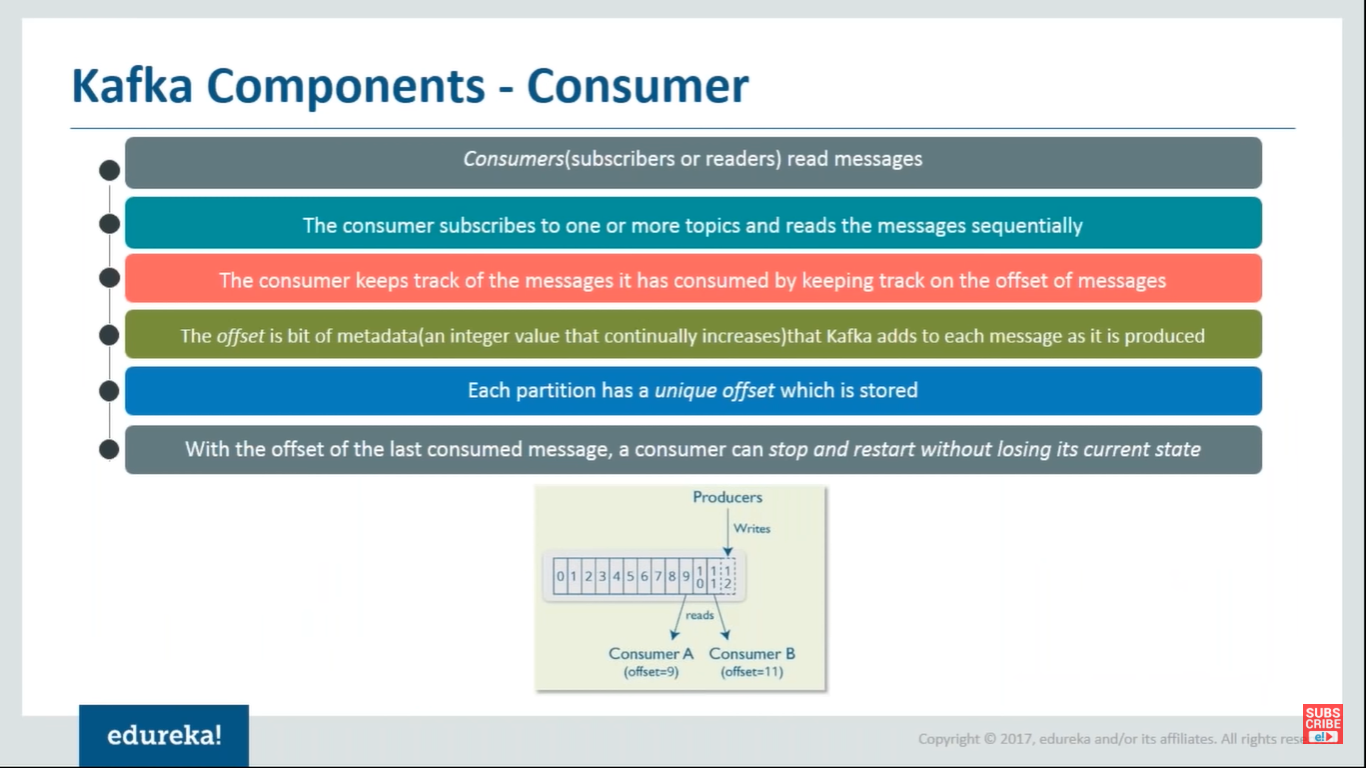 Kafka Components - Consumer
Consumers(subscribers or readers) read messages
The consumer subscribes to one or more topics and reads the messages sequentially
The consumer keeps track of the messages it has consumed by keeping track on the offset of messages
The offset is bit of metadata(an integer value that continually increases)that Kafka adds to each message as it is produced
Each partition has a unique offset which is stored
With the offset of the last consumed message, a consumer can stop and restart without losing its current state
Producers
Writes
0 1 2 3 4 5 6 7 8 9 10 11 12
reads
Consumer A Consumer B
(offset=9) (offset=11)
edureka!
Copyright © 2017, edureka and/or its affiliates. All rights
SUBS
CRIBE
e!